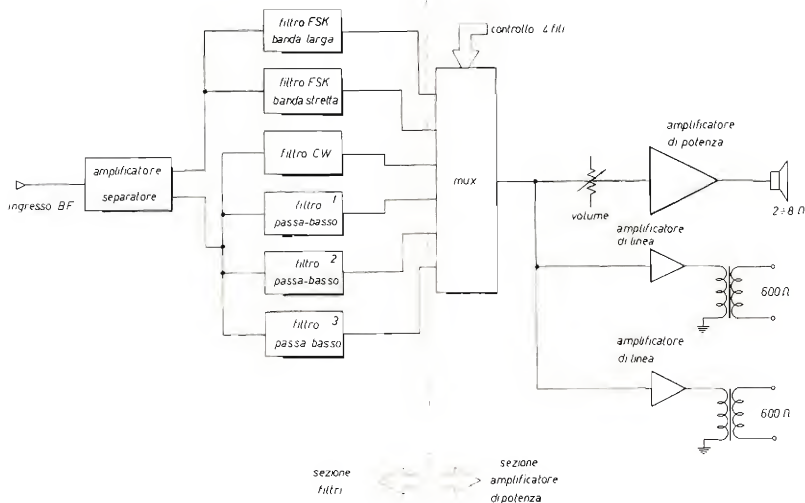 filtro FSK
banda larga
controllo 4 fili
filtro FSK
banda stretta
amplificatore
di potenza
filtro CW
amplificatore
separatore
mux
ingresso BF
filtro 1
passa-basso
volume
2÷8 Ω
amplificatore
di linea
filtro 2
passa-basso
600 Ω
filtro 3
passa basso
amplificatore
di linea
600 Ω
sezione
filtri
sezione
amplificatore
di potenza